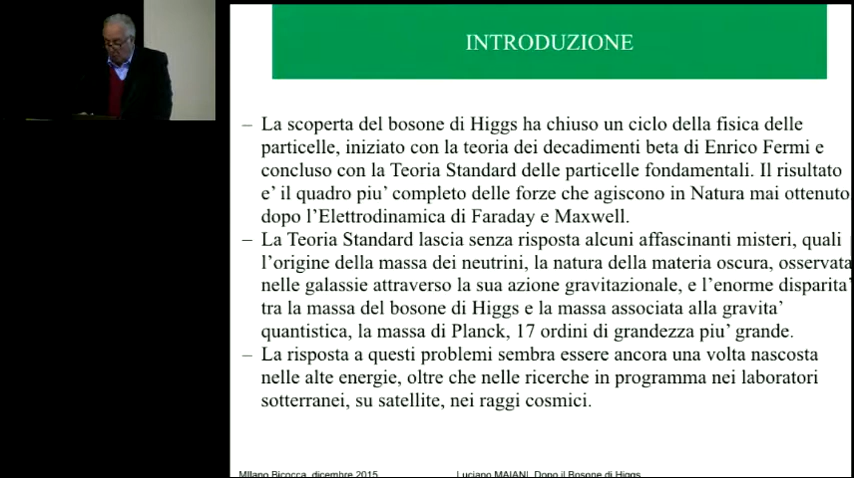 INTRODUZIONE
– La scoperta del bosone di Higgs ha chiuso un ciclo della fisica delle
particelle, iniziato con la teoria dei decadimenti beta di Enrico Fermi e
concluso con la Teoria Standard delle particelle fondamentali. Il risultato
e' il quadro piu' completo delle forze che agiscono in Natura mai ottenuto
dopo l'Elettrodinamica di Faraday e Maxwell.
– La Teoria Standard lascia senza risposta alcuni affascinanti misteri, quali
l'origine della massa dei neutrini, la natura della materia oscura, osservata
nelle galassie attraverso la sua azione gravitazionale, e l'enorme disparita'
tra la massa del bosone di Higgs e la massa associata alla gravita'
quantistica, la massa di Planck, 17 ordini di grandezza piu' grande.
– La risposta a questi problemi sembra essere ancora una volta nascosta
nelle alte energie, oltre che nelle ricerche in programma nei laboratori
sotterranei, su satellite, nei raggi cosmici.
MIlano Bicocca, dicembre 2015
Luciano MAIANI. Dopo il Bosone di Higgs